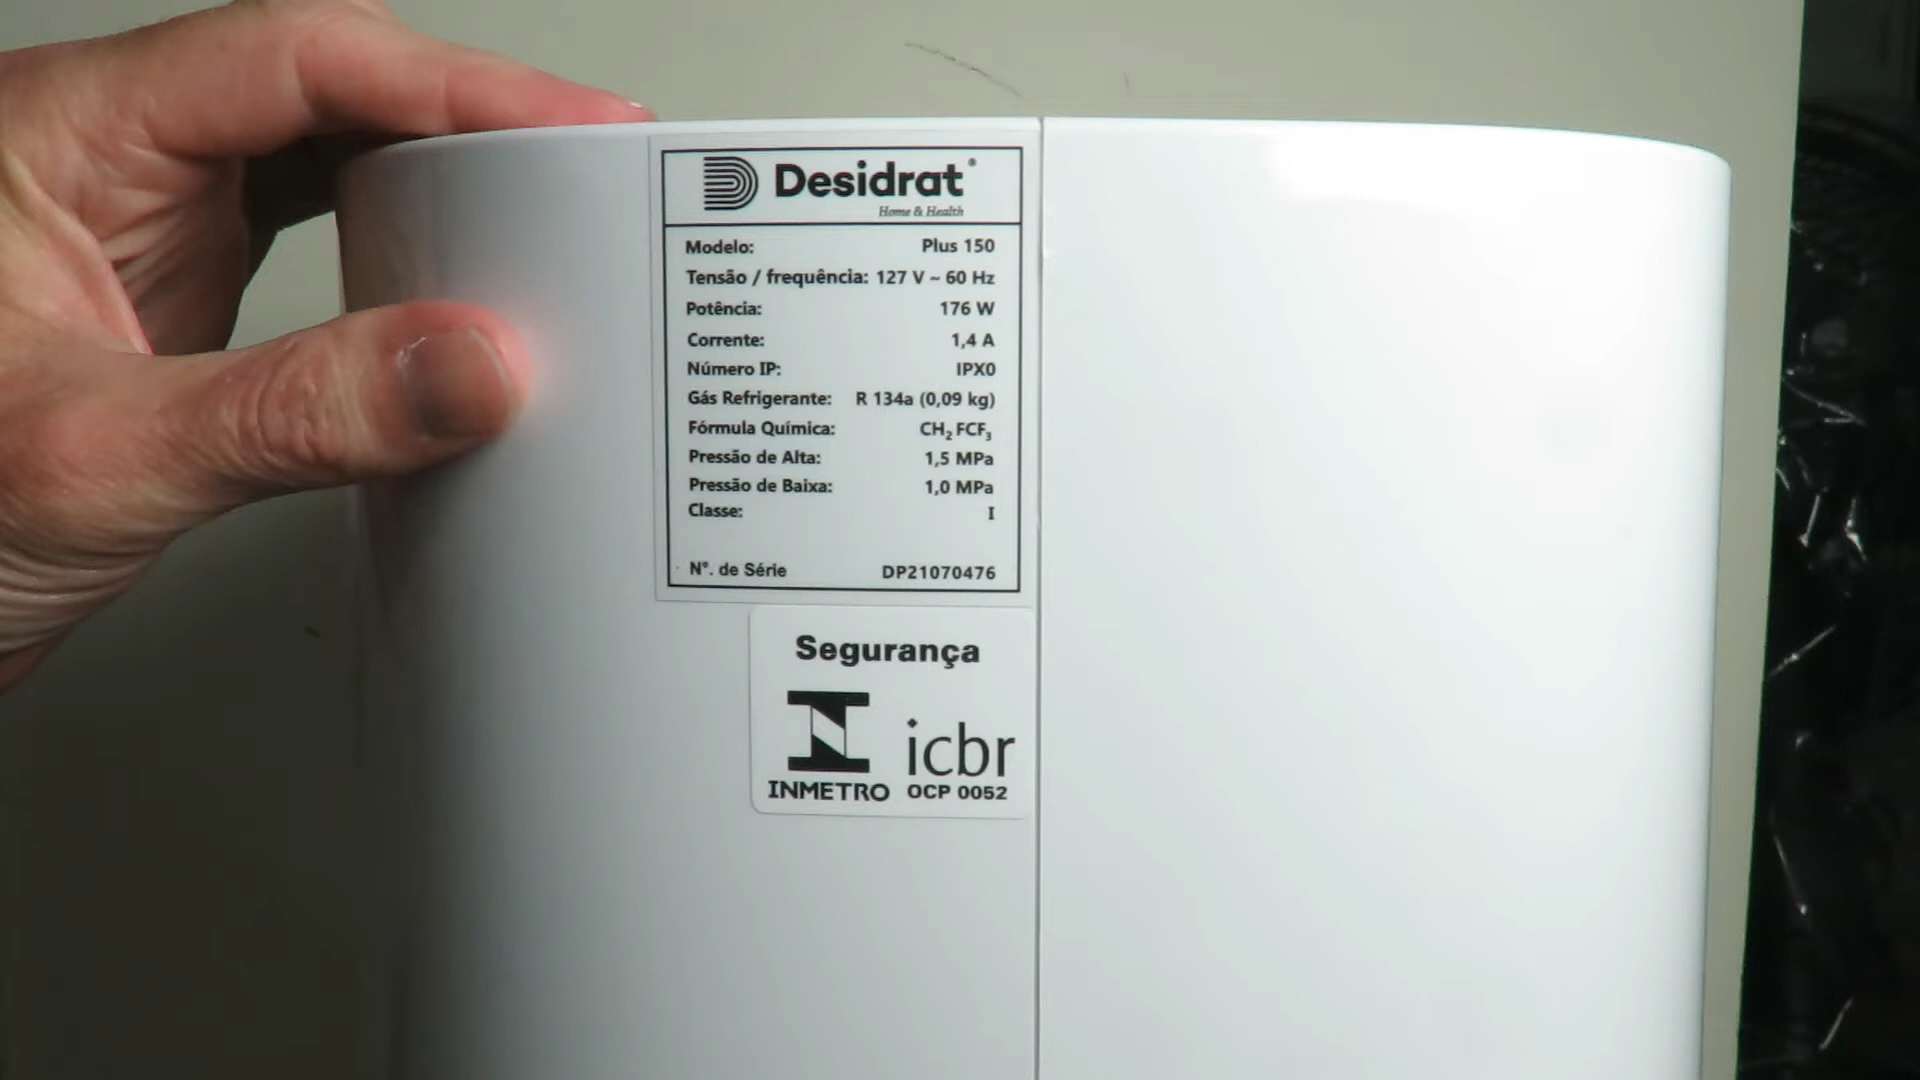 Desidrat®
Home & Health
Modelo: Plus 150
Tensão / frequência: 127 V ~ 60 Hz
Potência: 176 W
Corrente: 1,4 A
Número IP: IPX0
Gás Refrigerante: R 134a (0,09 kg)
Fórmula Química: CH₂FCF₃
Pressão de Alta: 1,5 MPa
Pressão de Baixa: 1,0 MPa
Classe: I
N°. de Série DP21070476
Segurança
icbr
INMETRO OCP 0052